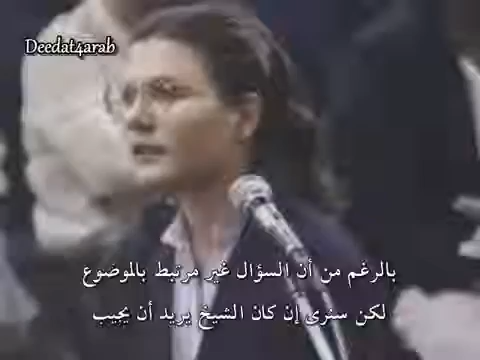 Deedat4arab
بالرغم من أن السؤال غير مرتبط بالموضوع
لكن سنرى إن كان الشيخ يريد أن يجيب